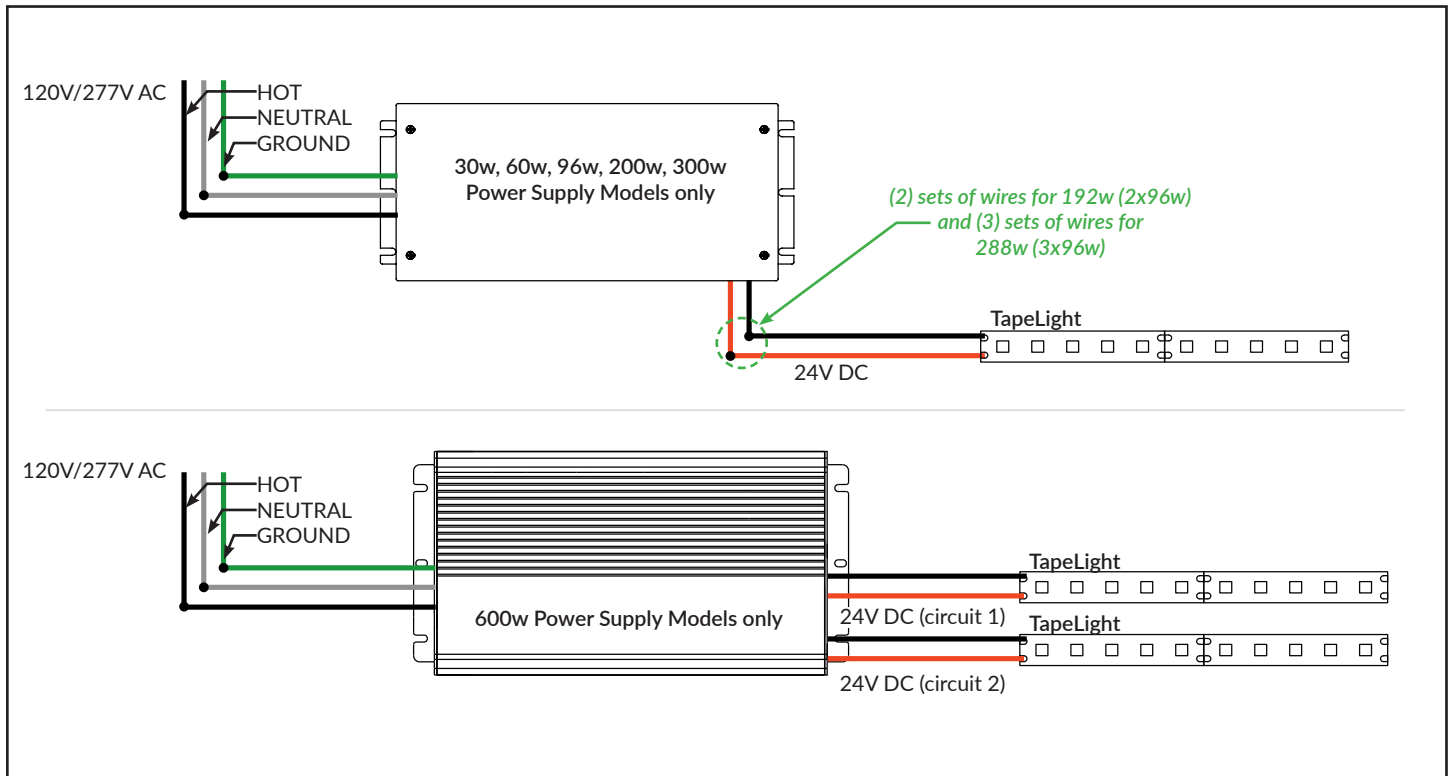 120V/277V AC
HOT
NEUTRAL
GROUND
30w, 60w, 96w, 200w, 300w
Power Supply Models only
(2) sets of wires for 192w (2x96w)
and (3) sets of wires for
288w (3x96w)
TapeLight
24V DC
120V/277V AC
HOT
NEUTRAL
GROUND
600w Power Supply Models only
TapeLight
24V DC (circuit 1)
TapeLight
24V DC (circuit 2)